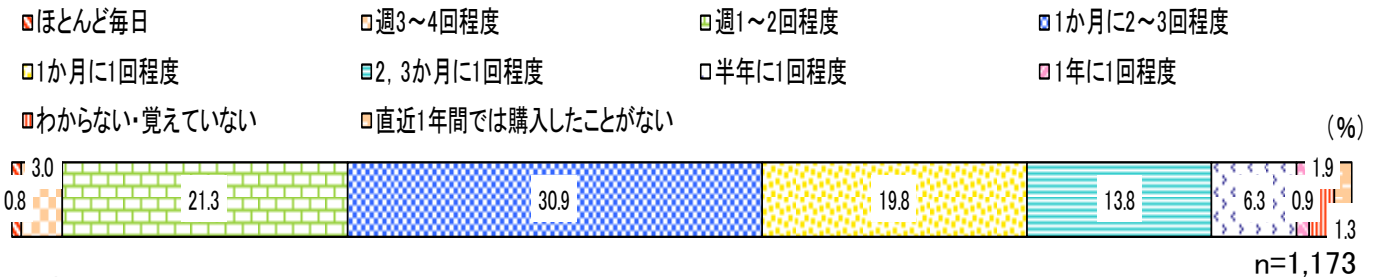 ほとんど毎日 週3～4回程度 週1～2回程度 1か月に2～3回程度
1か月に1回程度 2，3か月に1回程度 半年に1回程度 1年に1回程度
わからない・覚えていない 直近1年間では購入したことがない
(%)
0.8 3.0 21.3 30.9 19.8 13.8 6.3 0.9 1.9 1.3
n=1,173